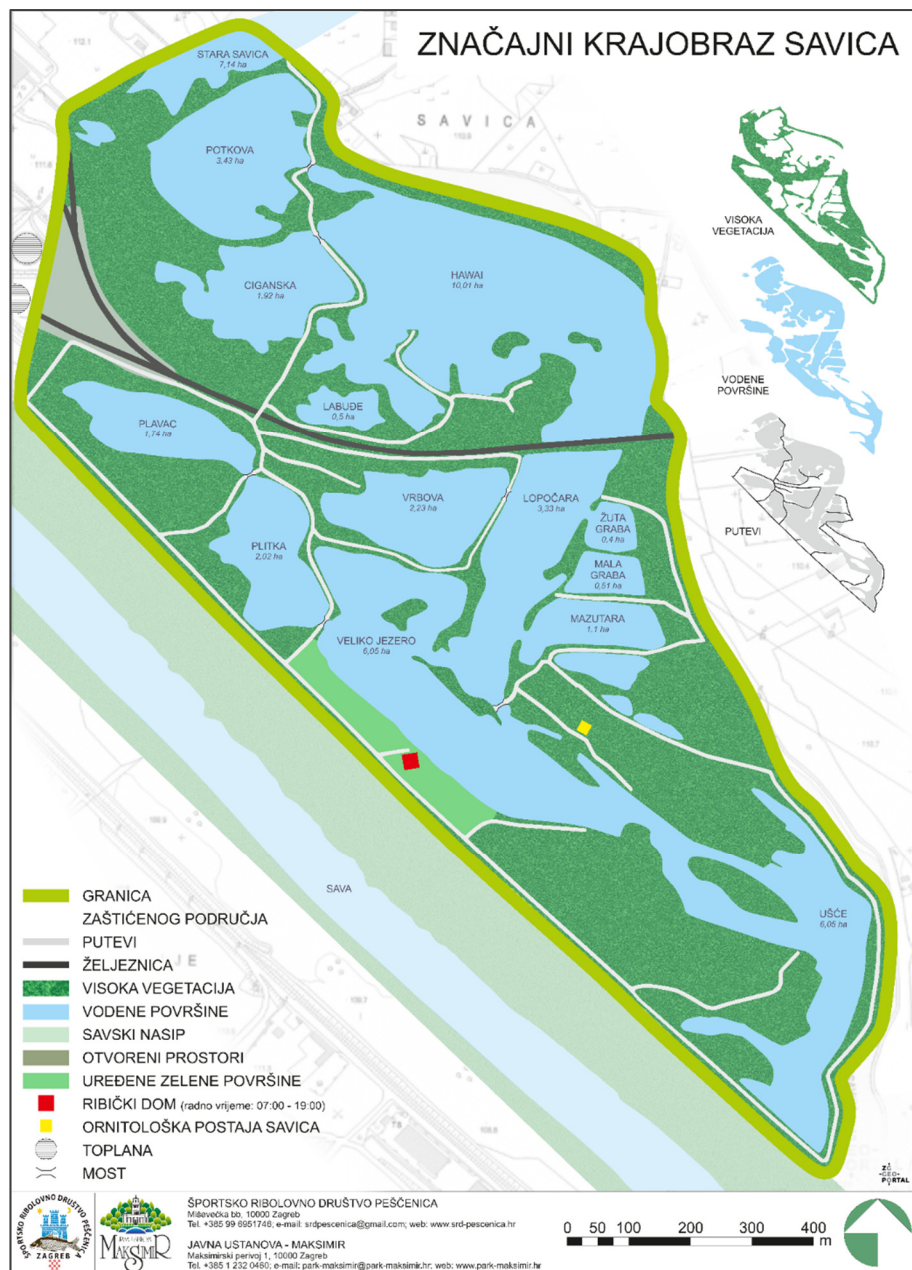 ZNAČAJNI KRAJOBRAZ SAVICA
STARA SAVICA
7,14 ha
SAVICA
POTKOVA
3,43 ha
VISOKA
VEGETACIJA
HAWAI
10,01 ha
CIGANSKA
1,92 ha
VODENE
POVRŠINE
LABUĐE
0,5 ha
PLAVAC
1,74 ha
VRBOVA
2,23 ha
LOPOČARA
3,33 ha
ŽUTA
GRABA
0,4 ha
PUTEVI
PLITKA
2,02 ha
MALA
GRABA
0,51 ha
MAZUTARA
1,1 ha
VELIKO JEZERO
6,05 ha
SAVA
UŠĆE
6,05 ha
GRANICA
ZAŠTIĆENOG PODRUČJA
PUTEVI
ŽELJEZNICA
VISOKA VEGETACIJA
VODENE POVRŠINE
SAVSKI NASIP
OTVORENI PROSTORI
UREĐENE ZELENE POVRŠINE
RIBIČKI DOM (radno vrijeme: 07:00 - 19:00)
ORNITOLOŠKA POSTAJA SAVICA
TOPLANA
MOST
ZG
GEO
PORTAL
ŠPORTSKO RIBOLOVNO DRUŠTVO PEŠČENICA
ZAGREB
MAKSIMIR
ŠPORTSKO RIBOLOVNO DRUŠTVO PEŠČENICA
Miševečka bb, 10000 Zagreb
Tel. +385 99 6951746; e-mail: srdpescenica@gmail.com; web: www.srd-pescenica.hr
JAVNA USTANOVA - MAKSIMIR
Maksimirski perivoj 1, 10000 Zagreb
Tel. +385 1 232 0460; e-mail: park-maksimir@park-maksimir.hr; web: www.park-maksimir.hr
0 50 100 200 300 400
m